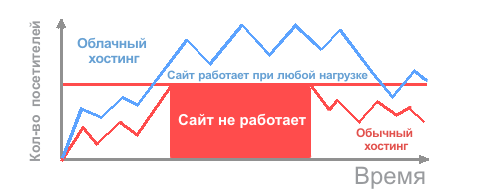 Кол-во посетителей
Облачный
хостинг
Сайт работает при любой нагрузке
Сайт не работает
Обычный
хостинг
Время